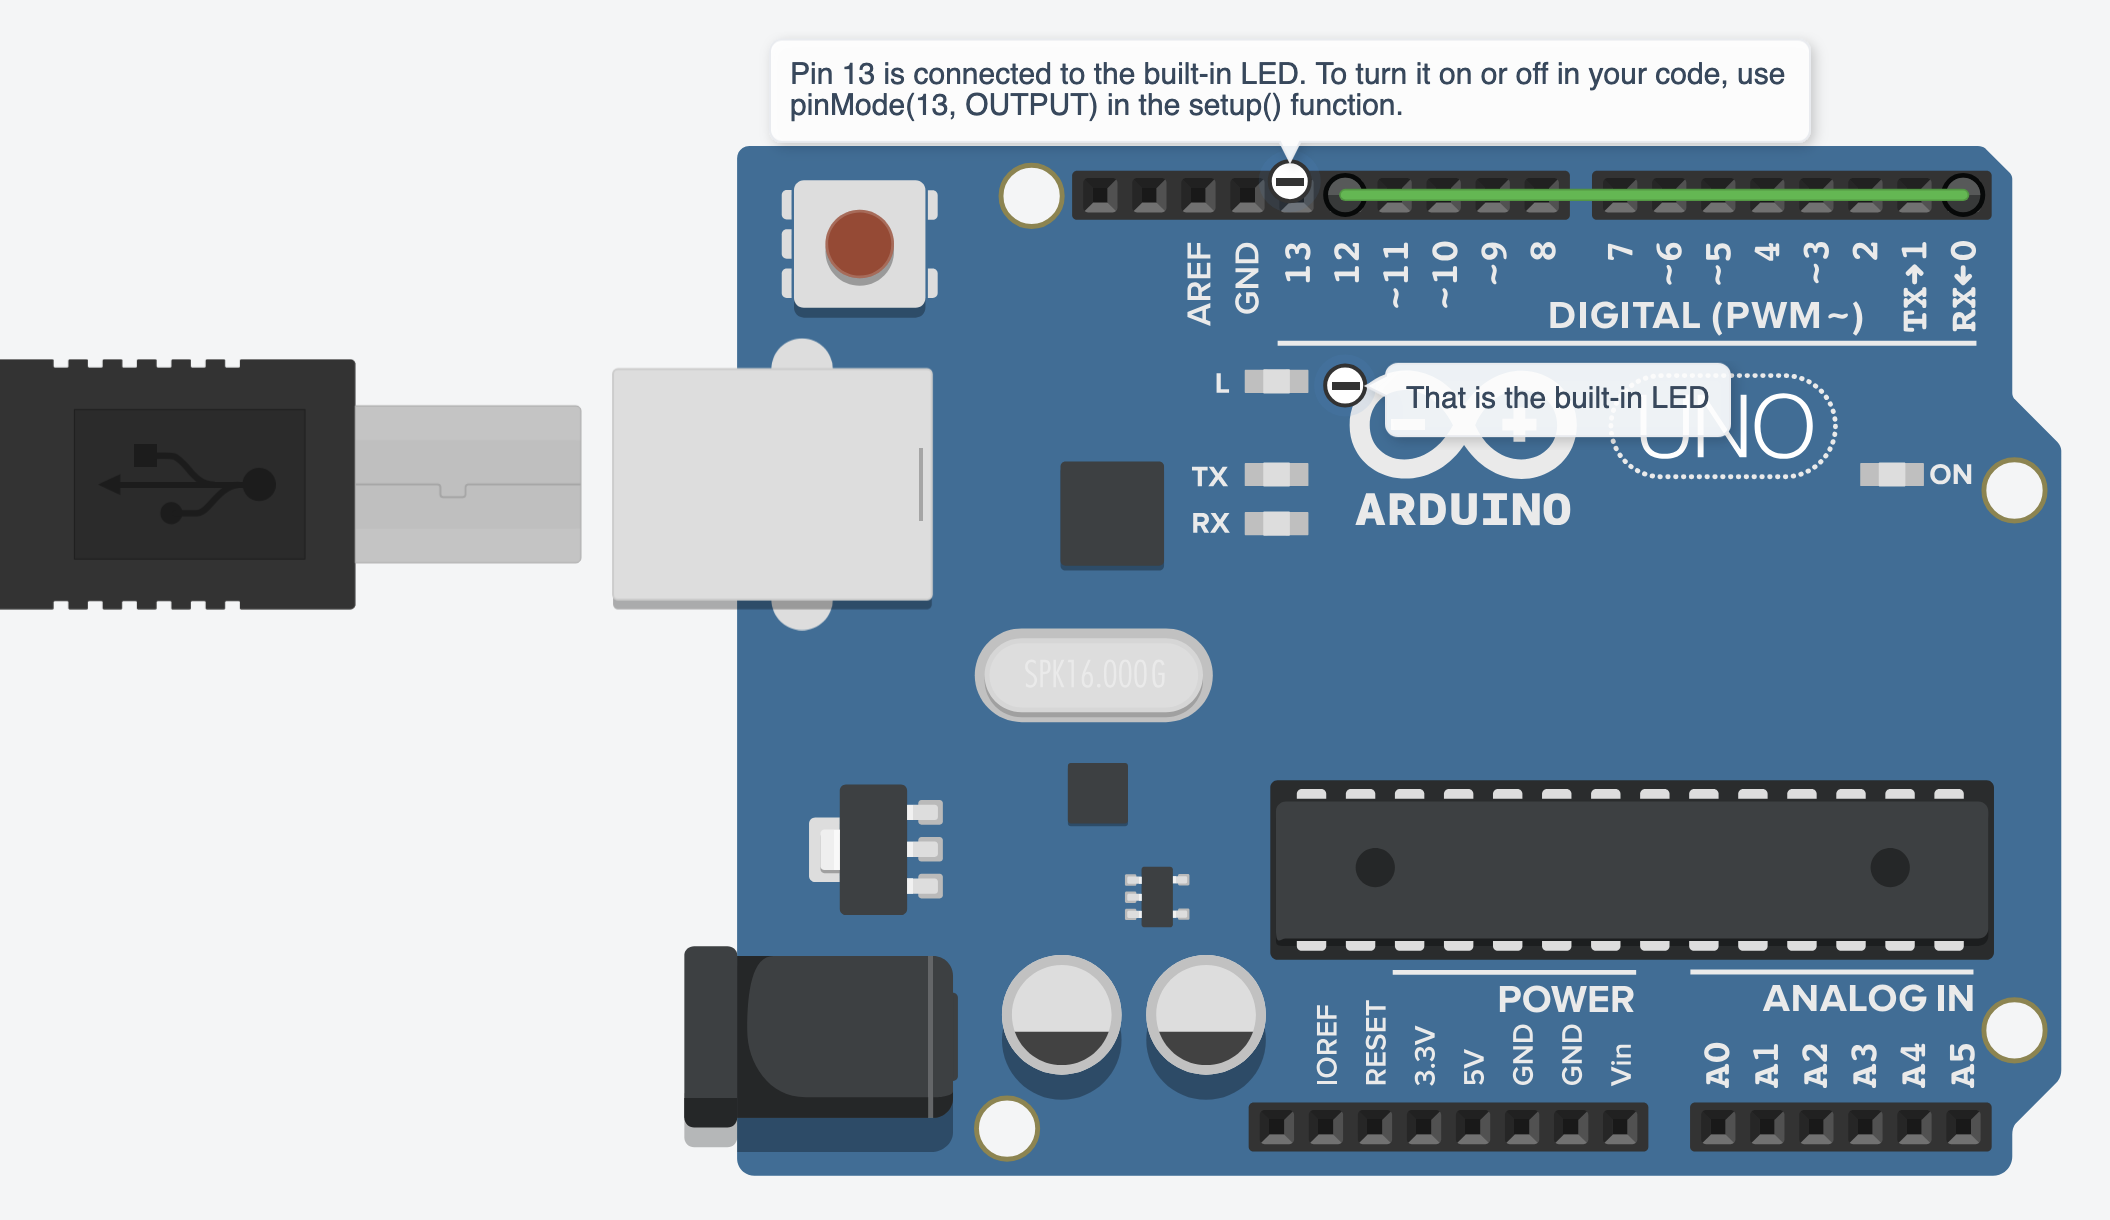 Pin 13 is connected to the built-in LED. To turn it on or off in your code, use
pinMode(13, OUTPUT) in the setup() function.
AREF
GND
13
12
~11
~10
~9
8
7
~6
~5
4
~3
2
TX→1
RX←0
DIGITAL (PWM~)
L
That is the built-in LED
UNO
TX
RX
ON
ARDUINO
SPK16.000G
POWER
ANALOG IN
IOREF
RESET
3.3V
5V
GND
GND
Vin
A0
A1
A2
A3
A4
A5